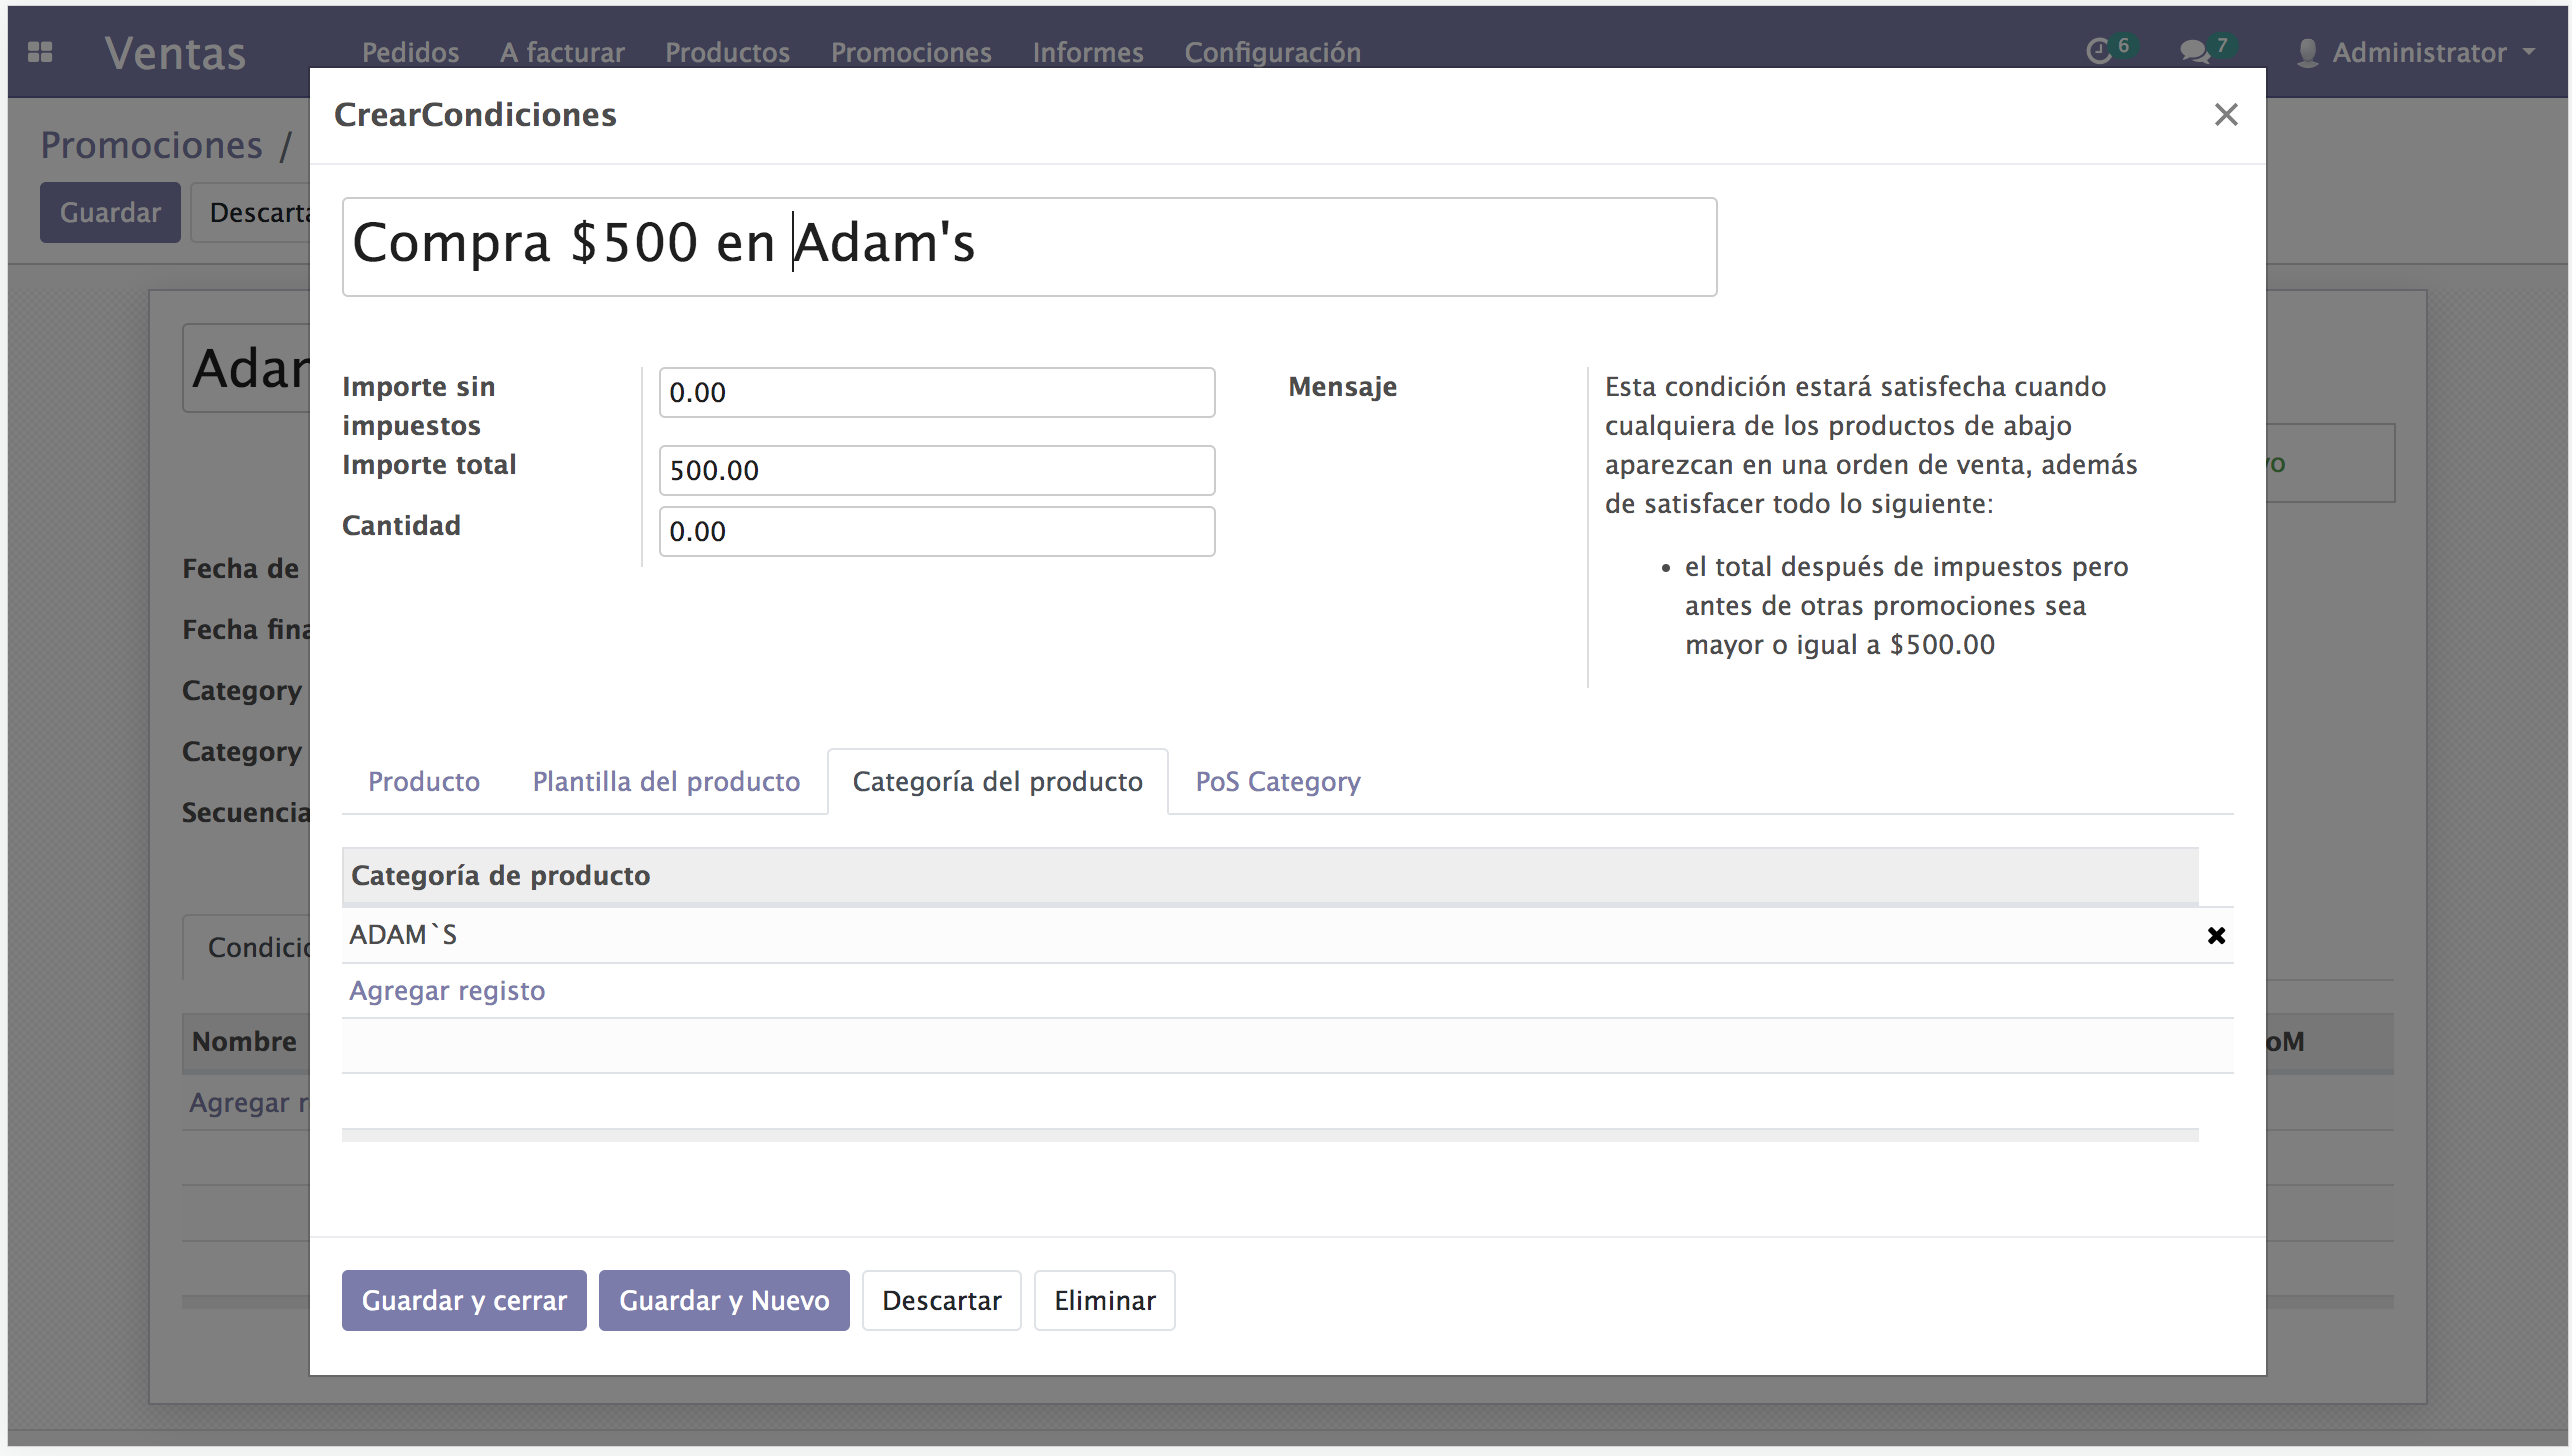 Ventas Pedidos A facturar Productos Promociones Informes Configuración 6 7 Administrator
CrearCondiciones
Promociones /
Guardar Descarta
Compra $500 en Adam's
Importe sin
impuestos
0.00
Importe total 500.00
Cantidad 0.00
Mensaje
Esta condición estará satisfecha cuando
cualquiera de los productos de abajo
aparezcan en una orden de venta, además
de satisfacer todo lo siguiente:
• el total después de impuestos pero
antes de otras promociones sea
mayor o igual a $500.00
Fecha de
Fecha fina
Category
Category
Secuencia
Producto Plantilla del producto Categoría del producto PoS Category
Categoría de producto
ADAM`S
Agregar registo
Condicio
Nombre
oM
Agregar r
Guardar y cerrar Guardar y Nuevo Descartar Eliminar